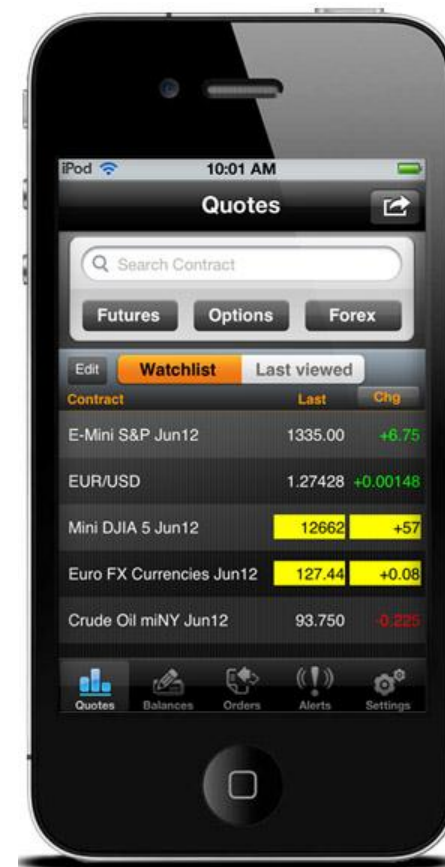 iPod 10:01 AM
Quotes
Search Contract
Futures Options Forex
Edit Watchlist Last viewed
Contract Last Chg
E-Mini S&P Jun12 1335.00 +6.75
EUR/USD 1.27428 +0.00148
Mini DJIA 5 Jun12 12662 +57
Euro FX Currencies Jun12 127.44 +0.08
Crude Oil miNY Jun12 93.750 -0.225
Quotes Balances Orders Alerts Settings